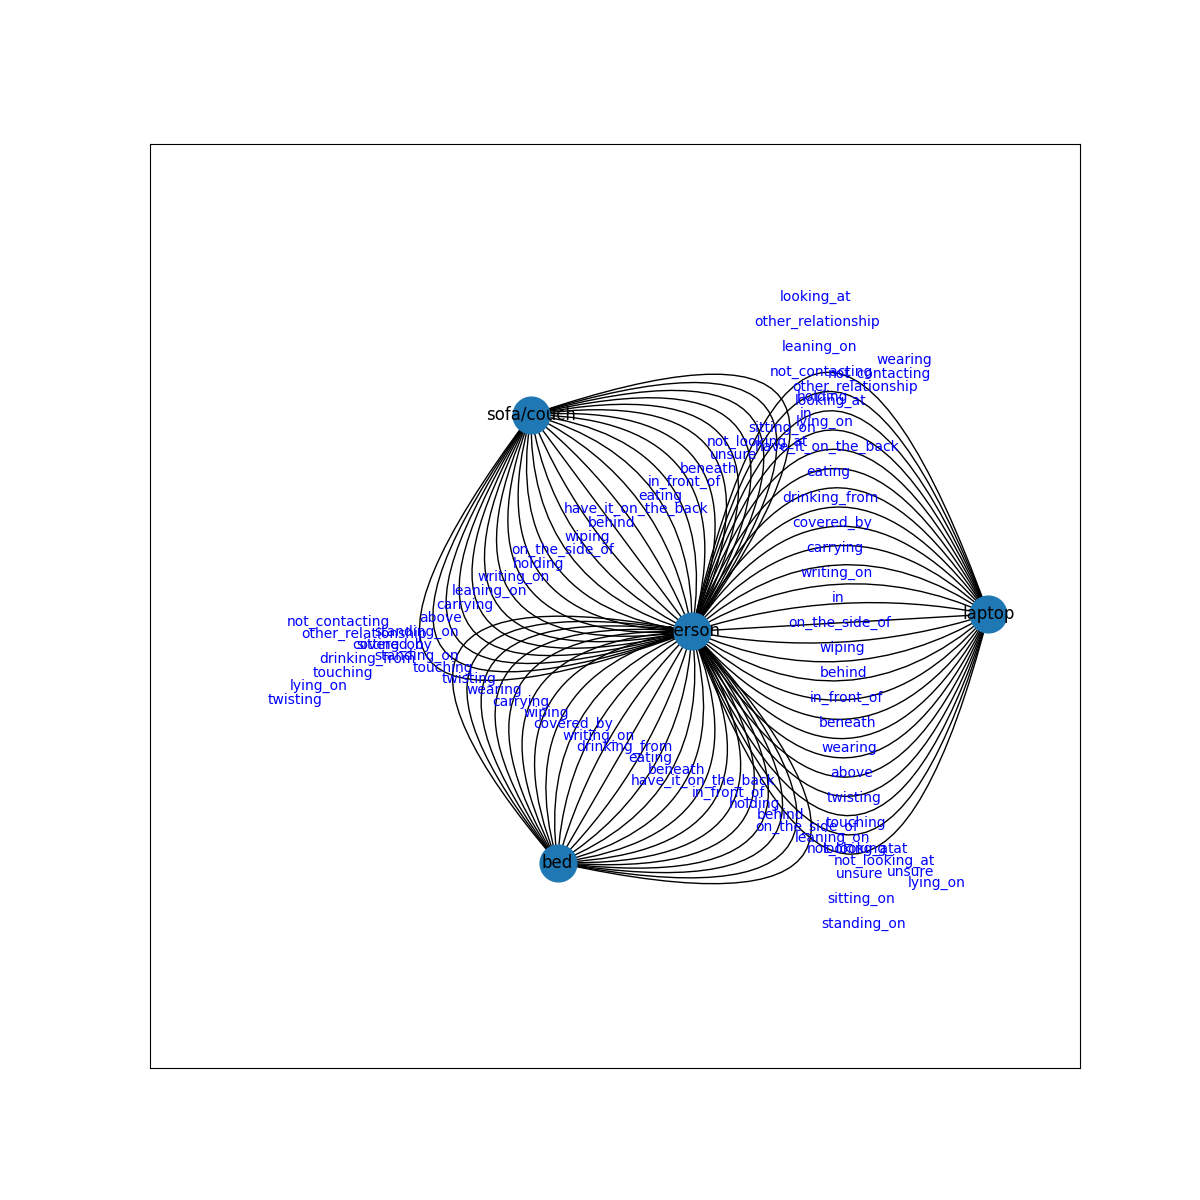 looking_at
other_relationship
leaning_on
wearing
not_contacting
not_contacting
other_relationship
holding
looking_at
in
sofa/couch
lying_on
sitting_on
not_looking_at
have_it_on_the_back
unsure
beneath
eating
in_front_of
eating
drinking_from
have_it_on_the_back
behind
covered_by
wiping
on_the_side_of
carrying
holding
writing_on
writing_on
leaning_on
in
carrying
above
laptop
not_contacting
on_the_side_of
person
other_relationship
standing_on
covered_by
sitting_on
wiping
drinking_from
standing_on
touching
touching
behind
twisting
lying_on
wearing
in_front_of
twisting
carrying
wiping
covered_by
beneath
writing_on
drinking_from
wearing
eating
beneath
above
have_it_on_the_back
in_front_of
twisting
holding
behind
touching
on_the_side_of
leaning_on
not_looking_at
looking_at
bed
not_looking_at
unsure
unsure
lying_on
sitting_on
standing_on